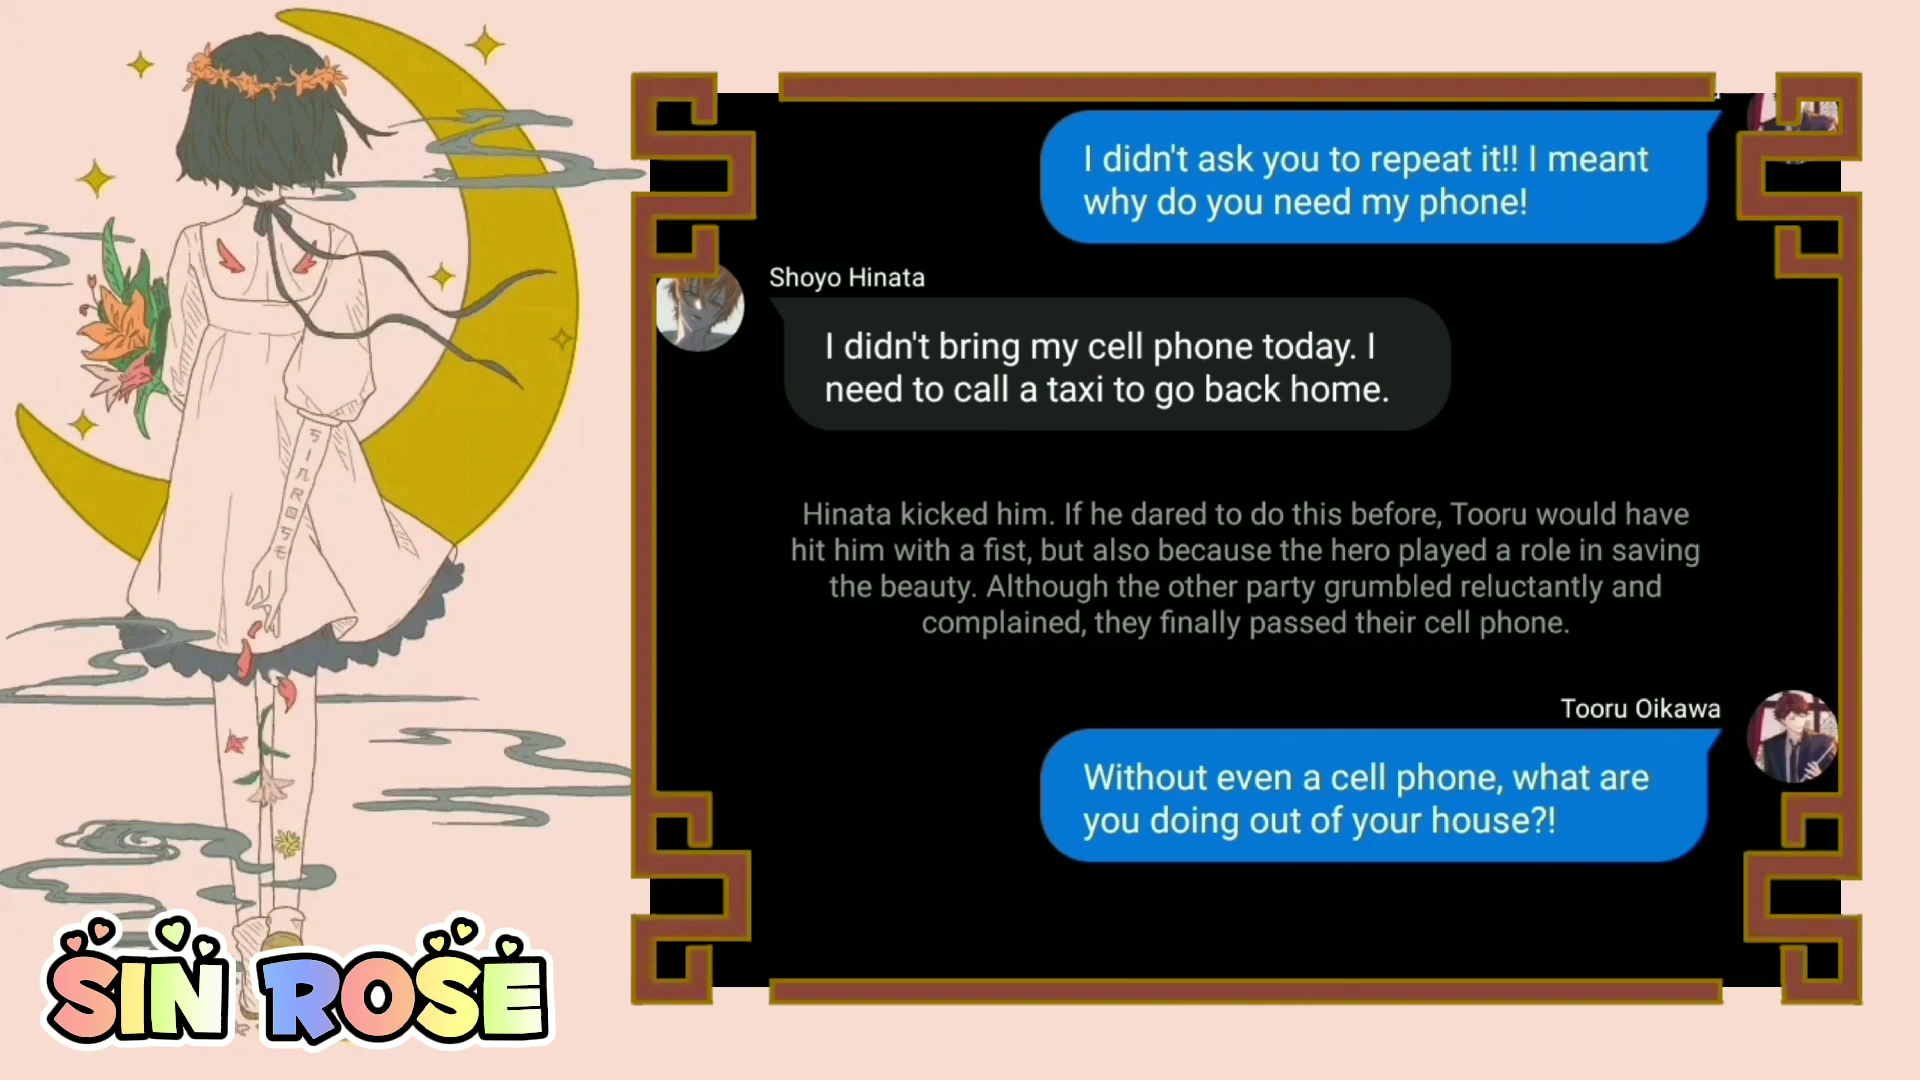 I didn't ask you to repeat it!! I meant
why do you need my phone!
Shoyo Hinata
I didn't bring my cell phone today. I
need to call a taxi to go back home.
Hinata kicked him. If he dared to do this before, Tooru would have
hit him with a fist, but also because the hero played a role in saving
the beauty. Although the other party grumbled reluctantly and
complained, they finally passed their cell phone.
Tooru Oikawa
Without even a cell phone, what are
you doing out of your house?!
SINROSE
SIN ROSE